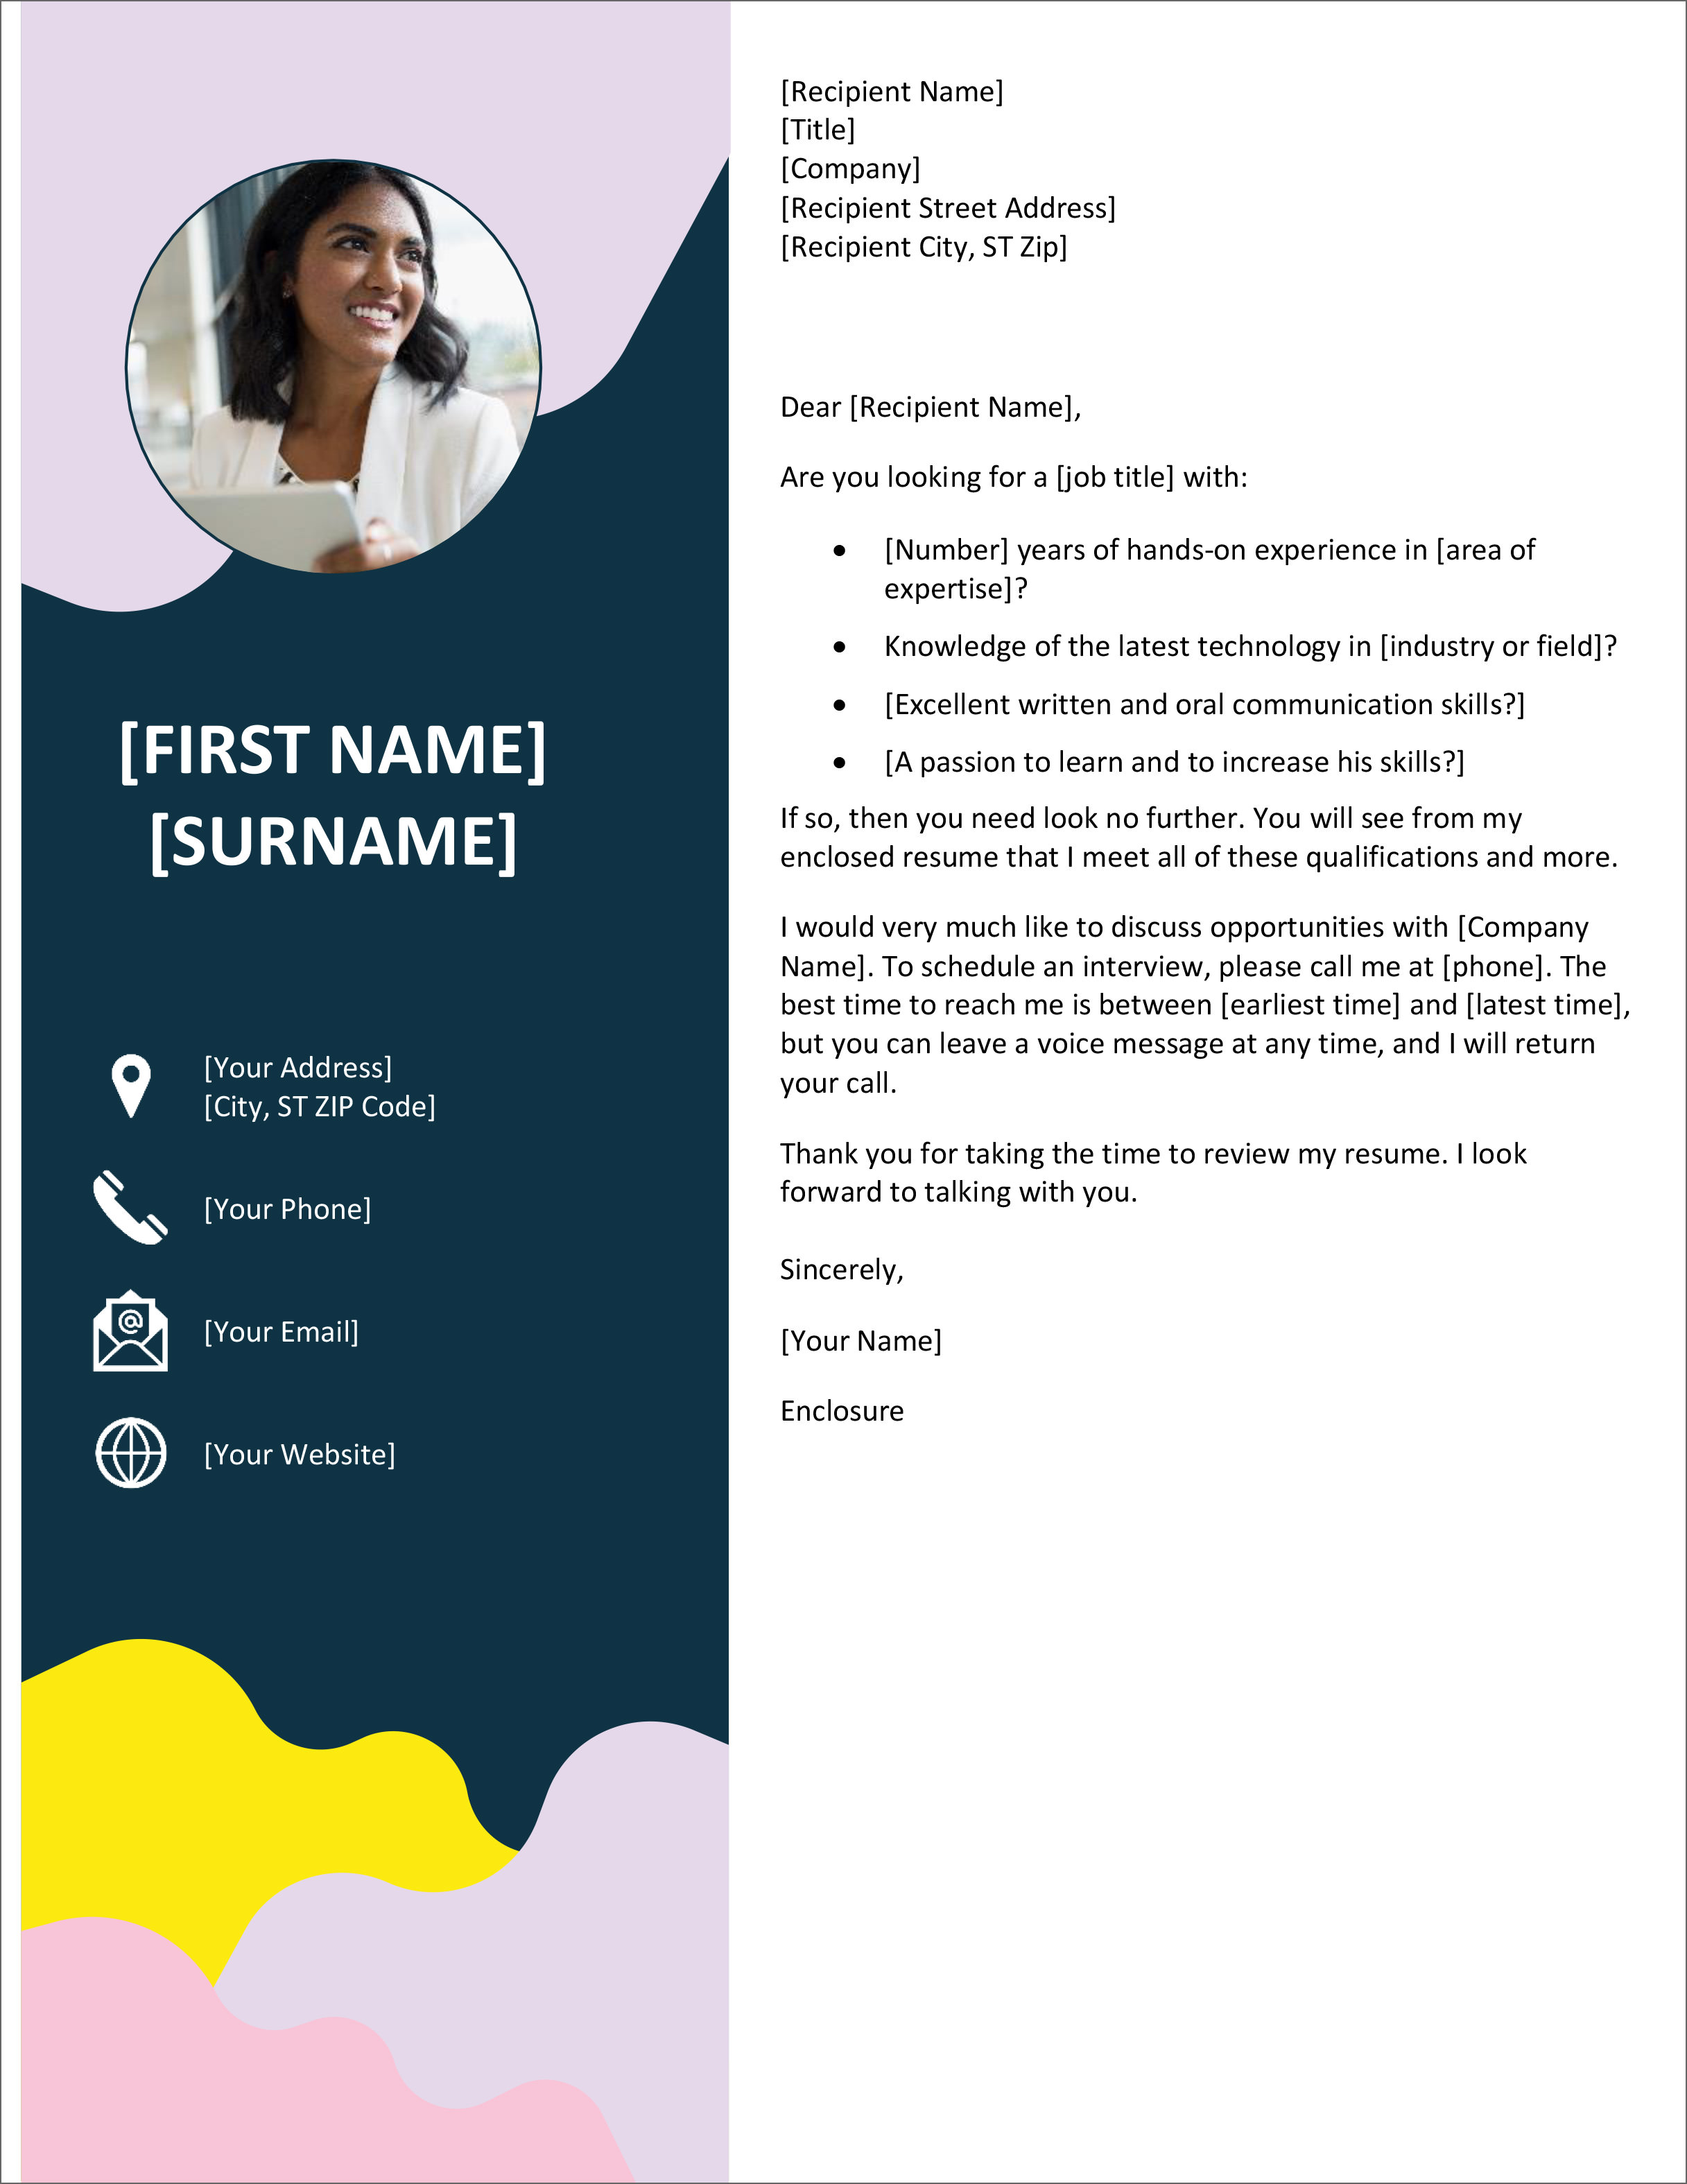 [FIRST NAME]
[SURNAME]
[Your Address]
[City, ST ZIP Code]
[Your Phone]
@
[Your Email]
[Your Website]
[Recipient Name]
[Title]
[Company]
[Recipient Street Address]
[Recipient City, ST Zip]
Dear [Recipient Name],
Are you looking for a [job title] with:
• [Number] years of hands-on experience in [area of
expertise]?
• Knowledge of the latest technology in [industry or field]?
• [Excellent written and oral communication skills?]
• [A passion to learn and to increase his skills?]
If so, then you need look no further. You will see from my
enclosed resume that I meet all of these qualifications and more.
I would very much like to discuss opportunities with [Company
Name]. To schedule an interview, please call me at [phone]. The
best time to reach me is between [earliest time] and [latest time],
but you can leave a voice message at any time, and I will return
your call.
Thank you for taking the time to review my resume. I look
forward to talking with you.
Sincerely,
[Your Name]
Enclosure